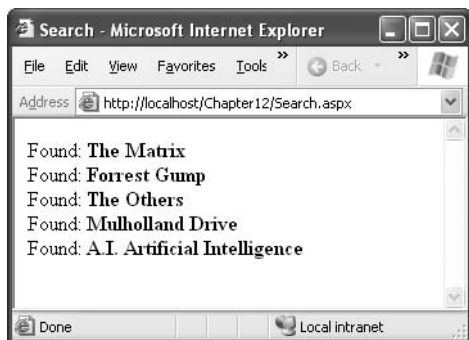 Search - Microsoft Internet Explorer
File Edit View Favorites Tools » Back »
Address http://localhost/Chapter12/Search.aspx
Found: The Matrix
Found: Forrest Gump
Found: The Others
Found: Mulholland Drive
Found: A.I. Artificial Intelligence
Done Local intranet